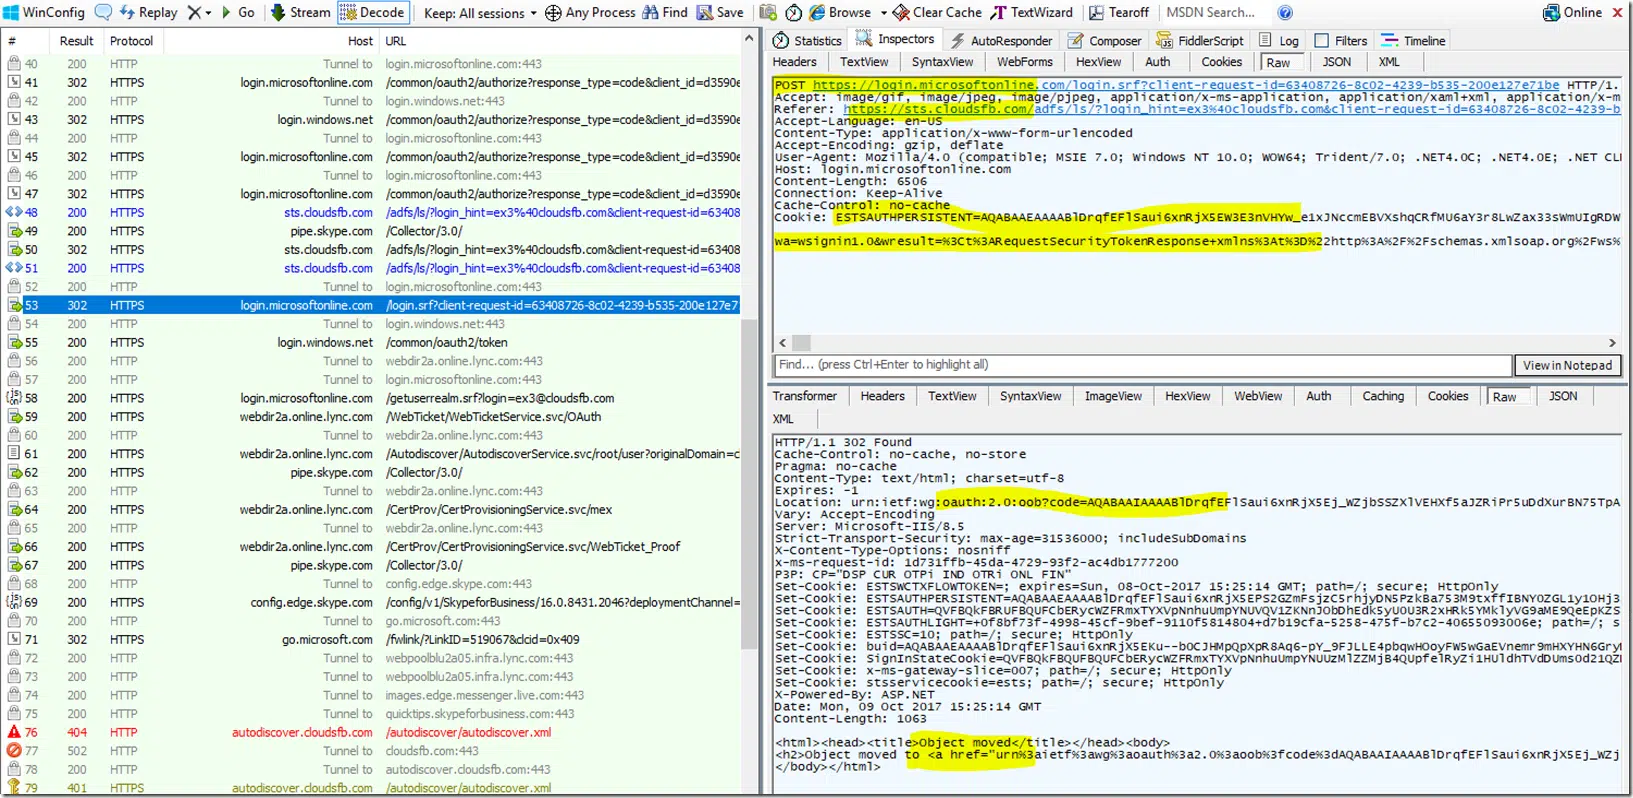 WinConfig Replay X Go Stream Decode Keep: All sessions Any Process Find Save Browse Clear Cache TextWizard Tearoff MSDN Search... Online
# Result Protocol Host URL
40 200 HTTP Tunnel to login.microsoftonline.com:443
41 302 HTTPS login.microsoftonline.com /common/oauth2/authorize?response_type=code&client_id=d3590e
42 200 HTTP Tunnel to login.windows.net:443
43 302 HTTPS login.windows.net /common/oauth2/authorize?response_type=code&client_id=d3590e
44 200 HTTP Tunnel to login.microsoftonline.com:443
45 302 HTTPS login.microsoftonline.com /common/oauth2/authorize?response_type=code&client_id=d3590e
46 200 HTTP Tunnel to login.microsoftonline.com:443
47 302 HTTPS login.microsoftonline.com /common/oauth2/authorize?response_type=code&client_id=d3590e
48 200 HTTPS sts.cloudsfb.com /adfs/ls/?login_hint=ex3%40cloudsfb.com&client-request-id=63408
49 200 HTTPS pipe.skype.com /Collector/3.0/
50 200 HTTPS sts.cloudsfb.com /adfs/ls/?login_hint=ex3%40cloudsfb.com&client-request-id=63408
51 200 HTTPS sts.cloudsfb.com /adfs/ls/?login_hint=ex3%40cloudsfb.com&client-request-id=63408
52 200 HTTP Tunnel to login.microsoftonline.com:443
53 302 HTTPS login.microsoftonline.com /login.srf?client-request-id=63408726-8c02-4239-b535-200e127e7
54 200 HTTP Tunnel to login.windows.net:443
55 200 HTTPS login.windows.net /common/oauth2/token
56 200 HTTP Tunnel to webdir2a.online.lync.com:443
57 200 HTTP Tunnel to login.microsoftonline.com:443
58 200 HTTPS login.microsoftonline.com /getuserrealm.srf?login=ex3@cloudsfb.com
59 200 HTTPS webdir2a.online.lync.com /WebTicket/WebTicketService.svc/OAuth
60 200 HTTP Tunnel to webdir2a.online.lync.com:443
61 200 HTTPS webdir2a.online.lync.com /Autodiscover/AutodiscoverService.svc/root/user?originalDomain=c
62 200 HTTPS pipe.skype.com /Collector/3.0/
63 200 HTTP Tunnel to webdir2a.online.lync.com:443
64 200 HTTPS webdir2a.online.lync.com /CertProv/CertProvisioningService.svc/mex
65 200 HTTP Tunnel to webdir2a.online.lync.com:443
66 200 HTTPS webdir2a.online.lync.com /CertProv/CertProvisioningService.svc/WebTicket_Proof
67 200 HTTPS pipe.skype.com /Collector/3.0/
68 200 HTTP Tunnel to config.edge.skype.com:443
69 200 HTTPS config.edge.skype.com /config/v1/SkypeforBusiness/16.0.8431.2046?deploymentChannel=
70 200 HTTP Tunnel to go.microsoft.com:443
71 302 HTTPS go.microsoft.com /fwlink/?LinkID=519067&clcid=0x409
72 200 HTTP Tunnel to webpoolblu2a05.infra.lync.com:443
73 200 HTTP Tunnel to webpoolblu2a05.infra.lync.com:443
74 200 HTTP Tunnel to images.edge.messenger.live.com:443
75 200 HTTP Tunnel to quicktips.skypeforbusiness.com:443
76 404 HTTP autodiscover.cloudsfb.com /autodiscover/autodiscover.xml
77 502 HTTP Tunnel to cloudsfb.com:443
78 200 HTTP Tunnel to autodiscover.cloudsfb.com:443
79 401 HTTPS autodiscover.cloudsfb.com /autodiscover/autodiscover.xml
Statistics Inspectors AutoResponder Composer FiddlerScript Log Filters Timeline
Headers TextView SyntaxView WebForms HexView Auth Cookies Raw JSON XML
POST https://login.microsoftonline.com/login.srf?client-request-id=63408726-8c02-4239-b535-200e127e71be HTTP/1.
Accept: image/gif, image/jpeg, image/pjpeg, application/x-ms-application, application/xaml+xml, application/x-m
Referer: https://sts.cloudsfb.com/adfs/ls/?login_hint=ex3%40cloudsfb.com&client-request-id=63408726-8c02-4239-b
Accept-Language: en-US
Content-Type: application/x-www-form-urlencoded
Accept-Encoding: gzip, deflate
User-Agent: Mozilla/4.0 (compatible; MSIE 7.0; Windows NT 10.0; WOW64; Trident/7.0; .NET4.0C; .NET4.0E; .NET CL
Host: login.microsoftonline.com
Content-Length: 6506
Connection: Keep-Alive
Cache-Control: no-cache
Cookie: ESTSAUTHPERSISTENT=AQABAAEAAAABlDrqfEFlSaui6xnRjX5EW3E3nVHYw_e1xJNccmEBVXshqCRfMU6aY3r8LwZax33sWmUIgRDW
wa=wsignin1.0&wresult=%3Ct%3ARequestSecurityTokenResponse+xmlns%3At%3D%22http%3A%2F%2Fschemas.xmlsoap.org%2Fws%
Find... (press Ctrl+Enter to highlight all) View in Notepad
Transformer Headers TextView SyntaxView ImageView HexView WebView Auth Caching Cookies Raw JSON
XML
HTTP/1.1 302 Found
Cache-Control: no-cache, no-store
Pragma: no-cache
Content-Type: text/html; charset=utf-8
Expires: -1
Location: urn:ietf:wg:oauth:2.0:oob?code=AQABAAIAAAABlDrqfEFlSaui6xnRjX5Ej_WZjbSSZXlVEHXf5aJZRiPr5uDdXurBN75TpA
Vary: Accept-Encoding
Server: Microsoft-IIS/8.5
Strict-Transport-Security: max-age=31536000; includeSubDomains
X-Content-Type-Options: nosniff
x-ms-request-id: 1d731ffb-45da-4729-93f2-ac4db1777200
P3P: CP="DSP CUR OTPi IND OTRi ONL FIN"
Set-Cookie: ESTSWCTXFLOWTOKEN=; expires=Sun, 08-Oct-2017 15:25:14 GMT; path=/; secure; HttpOnly
Set-Cookie: ESTSAUTHPERSISTENT=AQABAAEAAAABlDrqfEFlSaui6xnRjX5EPS2GZmFsjzC5rhjyDN5PzkBa753M9txffIBNYOZGL1y1OHj3
Set-Cookie: ESTSAUTH=QVFBQkFBRUFBQUFCbERycWZFRmxTYXVpNnhuUmpYNUVQV1ZKNnJObDhEdk5yU0U3R2xHRk5YMklyVG9aME9QeEpKZS
Set-Cookie: ESTSAUTHLIGHT=+0f8bf73f-4998-45cf-9bef-9110f5814804+d7b19cfa-5258-475f-b7c2-40655093006e; path=/; s
Set-Cookie: ESTSSC=10; path=/; secure; HttpOnly
Set-Cookie: buid=AQABAAEAAAABlDrqfEFlSaui6xnRjX5EKu--bOCJHMpQpXpR8Aq6-pY_9FJLLE4pbqwHOoyFW5wGaEVnemr9mHXYHN6Gry
Set-Cookie: SignInStateCookie=QVFBQkFBQUFBQUFCbERycWZFRmxTYXVpNnhuUmpYNUUzMlZZMjB4QUpfelRyZi1HUldhTVdDUmsOd21QZ
Set-Cookie: x-ms-gateway-slice=007; path=/; secure; HttpOnly
Set-Cookie: stsservicecookie=ests; path=/; secure; HttpOnly
X-Powered-By: ASP.NET
Date: Mon, 09 Oct 2017 15:25:14 GMT
Content-Length: 1063
<html><head><title>Object moved</title></head><body>
<h2>Object moved to <a href="urn%3aietf%3awg%3aoauth%3a2.0%3aoob%3fcode%3dAQABAAIAAAABlDrqfEFlSaui6xnRjX5Ej_WZj
</body></html>